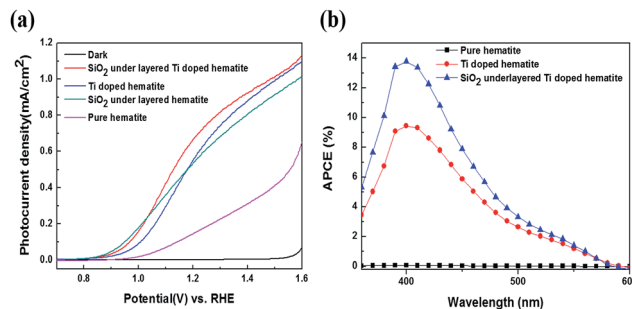 (a)
Dark
SiO2 under layered Ti doped hematite
Ti doped hematite
SiO2 under layered hematite
Pure hematite
Photocurrent density(mA/cm2)
1.2
1.0
0.8
0.6
0.4
0.2
0.0
0.8 1.0 1.2 1.4 1.6
Potential(V) vs. RHE
(b)
Pure hematite
Ti doped hematite
SiO2 underlayered Ti doped hematite
APCE (%)
14
12
10
8
6
4
2
0
400 500 60
Wavelength (nm)